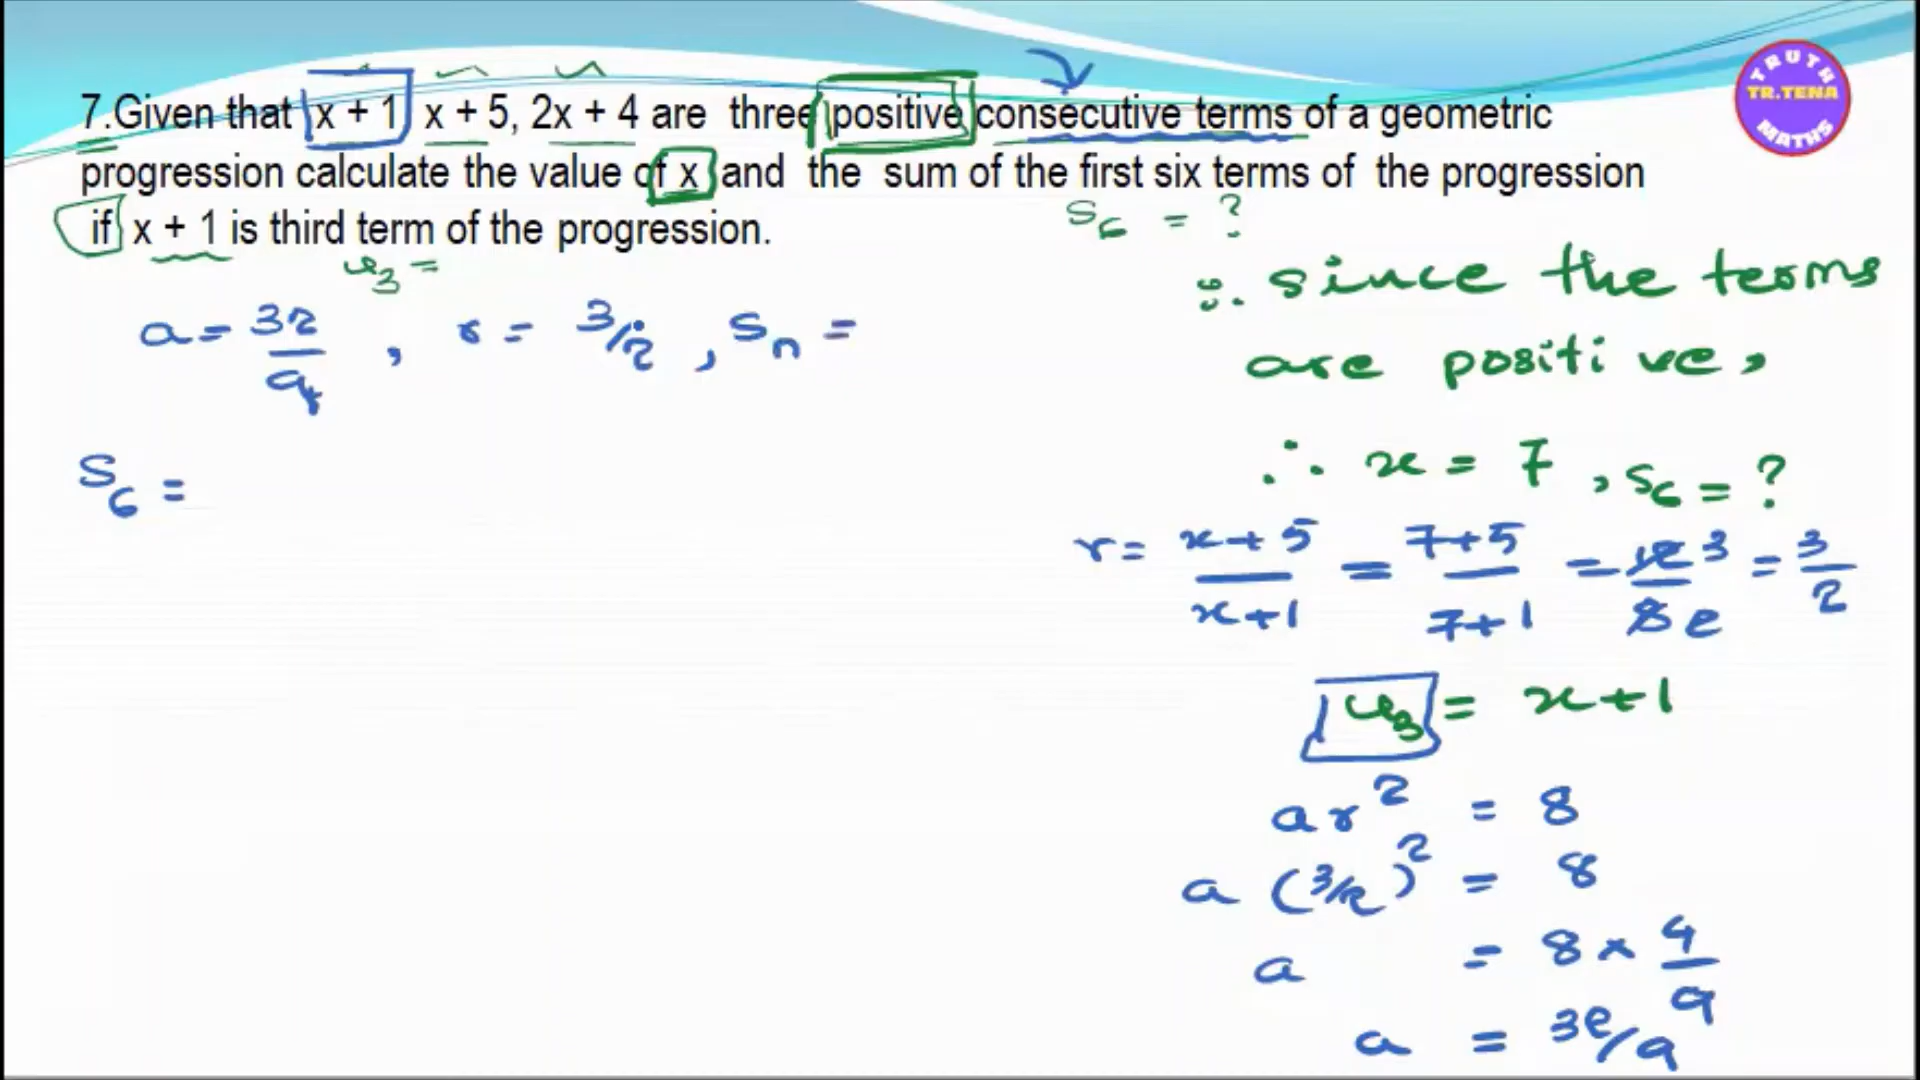 TRUTH
TR.TENA
MATHS
7.Given that x + 1 x + 5, 2x + 4 are three positive consecutive terms of a geometric
progression calculate the value of x and the sum of the first six terms of the progression
if x + 1 is third term of the progression.
S6 = ?
u3 =
∵ since the terms
are positive,
a = 32/9, r = 3/2, Sn =
∴ x = 7, S6 = ?
S6 =
r = x+5/x+1 = 7+5/7+1 = 12 3/8 2 = 3/2
u3 = x+1
ar² = 8
a (3/2)² = 8
a = 8 × 4/9
a = 32/9